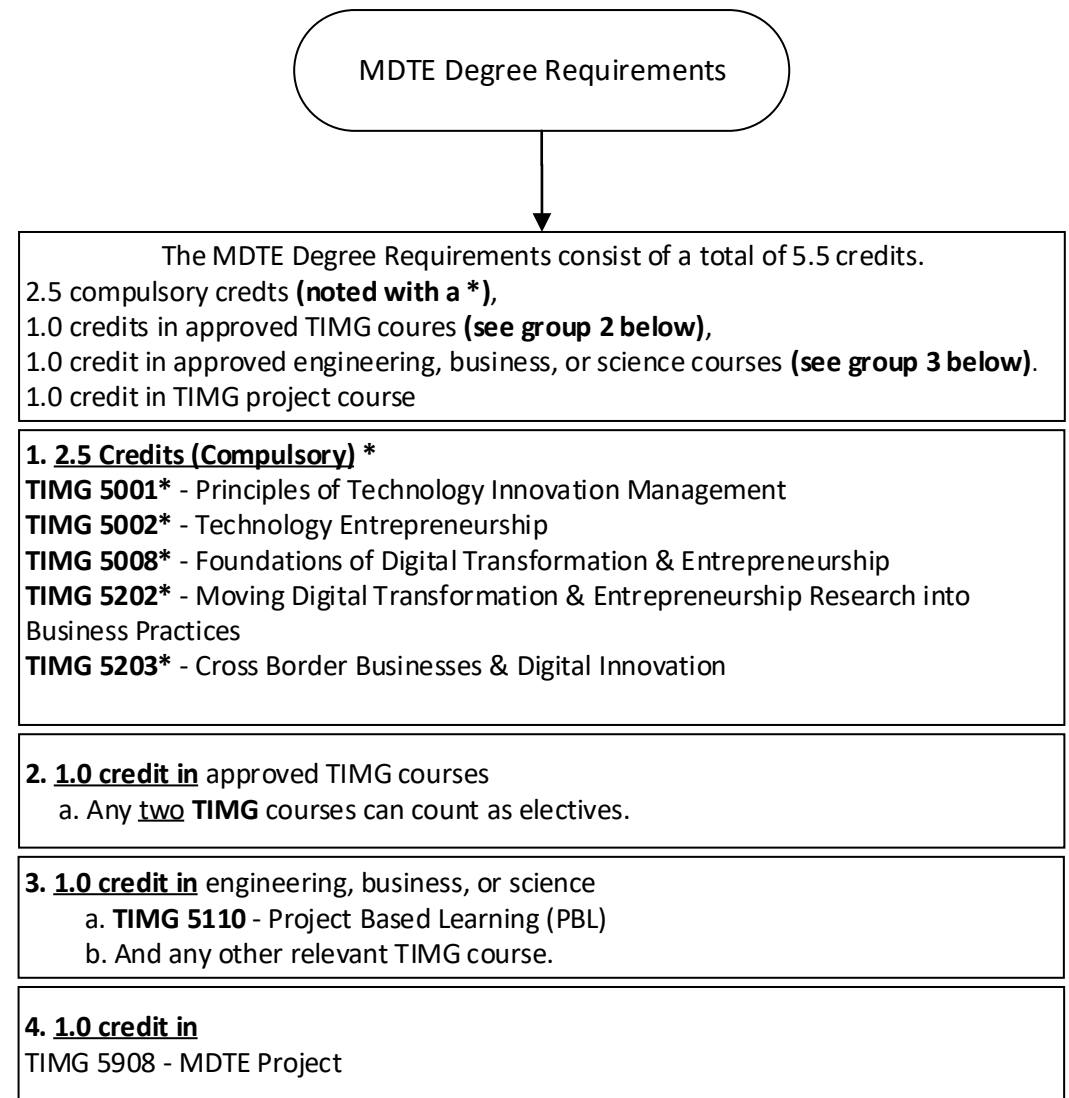 MDTE Degree Requirements
The MDTE Degree Requirements consist of a total of 5.5 credits.
2.5 compulsory credts (noted with a *),
1.0 credits in approved TIMG coures (see group 2 below),
1.0 credit in approved engineering, business, or science courses (see group 3 below).
1.0 credit in TIMG project course
1. 2.5 Credits (Compulsory) *
TIMG 5001* - Principles of Technology Innovation Management
TIMG 5002* - Technology Entrepreneurship
TIMG 5008* - Foundations of Digital Transformation & Entrepreneurship
TIMG 5202* - Moving Digital Transformation & Entrepreneurship Research into
Business Practices
TIMG 5203* - Cross Border Businesses & Digital Innovation
2. 1.0 credit in approved TIMG courses
a. Any two TIMG courses can count as electives.
3. 1.0 credit in engineering, business, or science
a. TIMG 5110 - Project Based Learning (PBL)
b. And any other relevant TIMG course.
4. 1.0 credit in
TIMG 5908 - MDTE Project